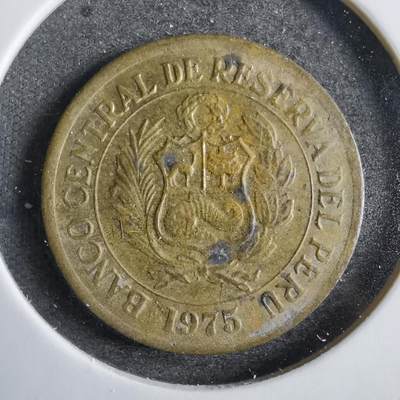 BANCO CENTRAL DE RESERVA DEL PERU
1975